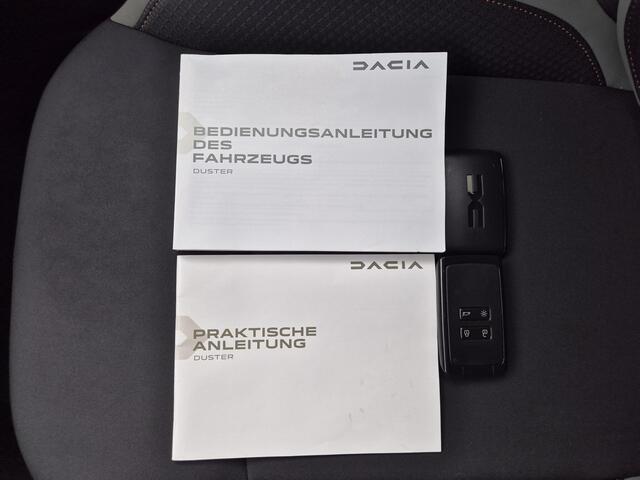 DACIA
BEDIENUNGSANLEITUNG
DES
FAHRZEUGS
DUSTER
DACIA
PRAKTISCHE
ANLEITUNG
DUSTER